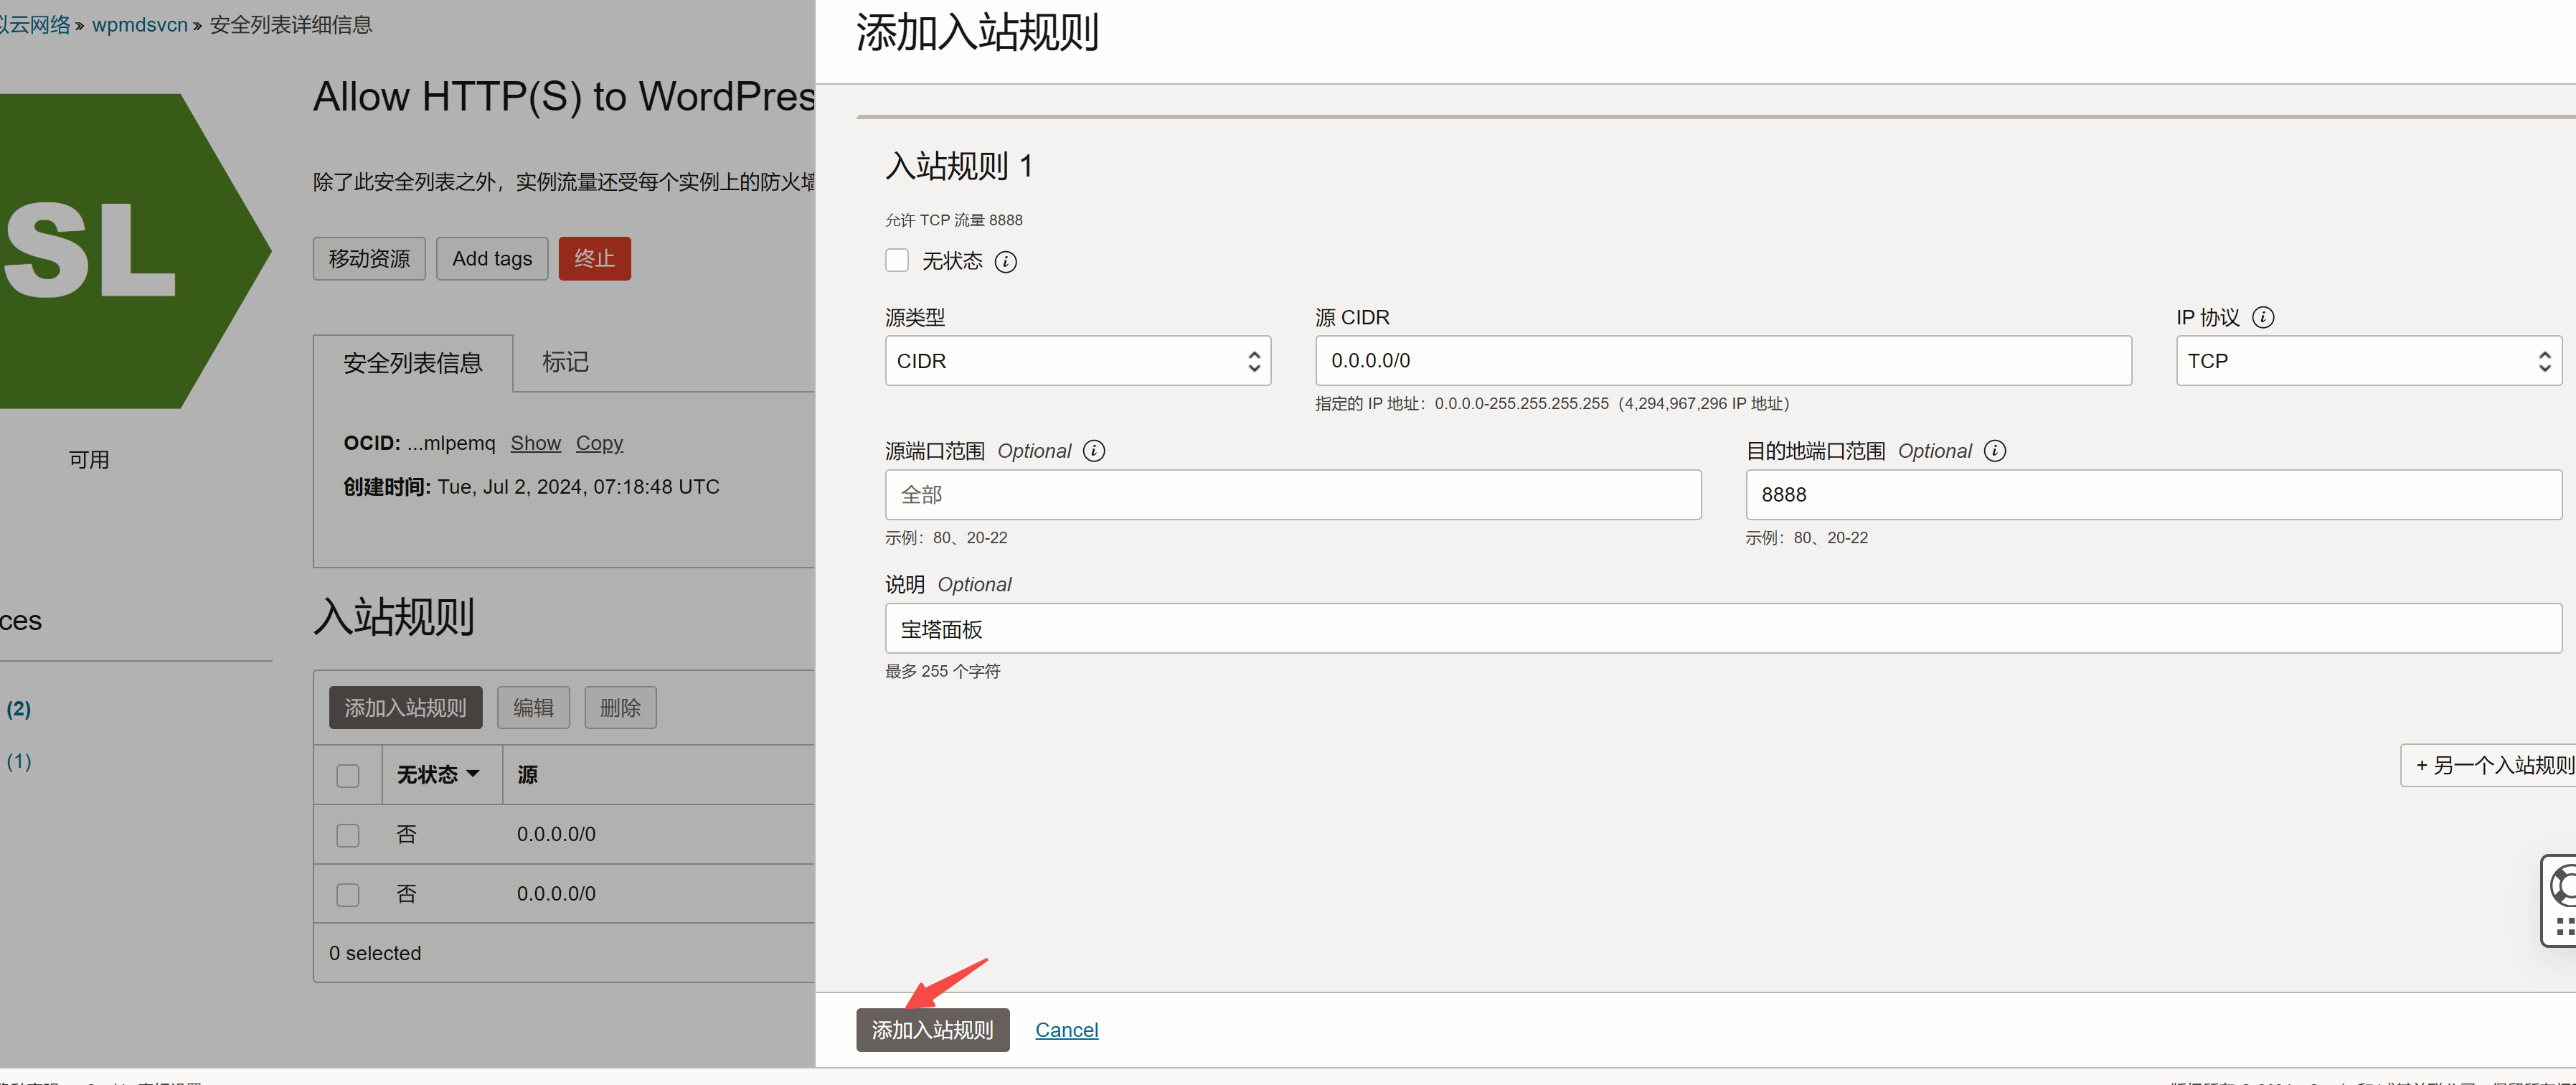 拟云网络 » wpmdsvcn » 安全列表详细信息
SL
可用
ces
(2)
(1)
Allow HTTP(S) to WordPres
除了此安全列表之外，实例流量还受每个实例上的防火墙
移动资源 Add tags 终止
安全列表信息 标记
OCID: ...mlpemq Show Copy
创建时间: Tue, Jul 2, 2024, 07:18:48 UTC
入站规则
添加入站规则 编辑 删除
无状态 源
否 0.0.0.0/0
否 0.0.0.0/0
0 selected
添加入站规则
入站规则 1
允许 TCP 流量 8888
无状态
源类型 源 CIDR IP 协议
CIDR 0.0.0.0/0 TCP
指定的 IP 地址：0.0.0.0-255.255.255.255（4,294,967,296 IP 地址）
源端口范围 Optional 目的地端口范围 Optional
全部 8888
示例：80、20-22 示例：80、20-22
说明 Optional
宝塔面板
最多 255 个字符
+ 另一个入站规则
添加入站规则 Cancel